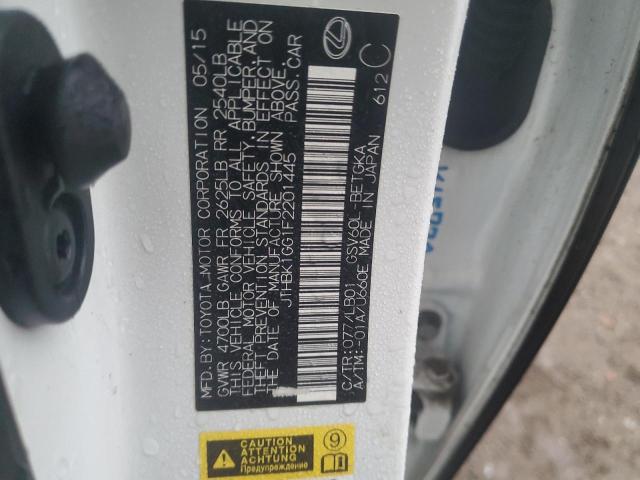 MFD.BY:TOYOTA MOTOR CORPORATION 05/15
GVWR 4700LB GAWR FR 2625LB RR 2540LB
THIS VEHICLE CONFORMS TO ALL APPLICABLE
FEDERAL MOTOR VEHICLE SAFETY, BUMPER, AND
THEFT PREVENTION STANDARDS IN EFFECT ON
THE DATE OF MANUFACTURE SHOWN ABOVE.
JTHBK1GG1F2201445 PASS.CAR
C/TR:077/LB01 GSV60L-BETGKA
A/TM:-01A/U660E MADE IN JAPAN 612
C
CAUTION
ATTENTION
ACHTUNG
Предупреждение
9